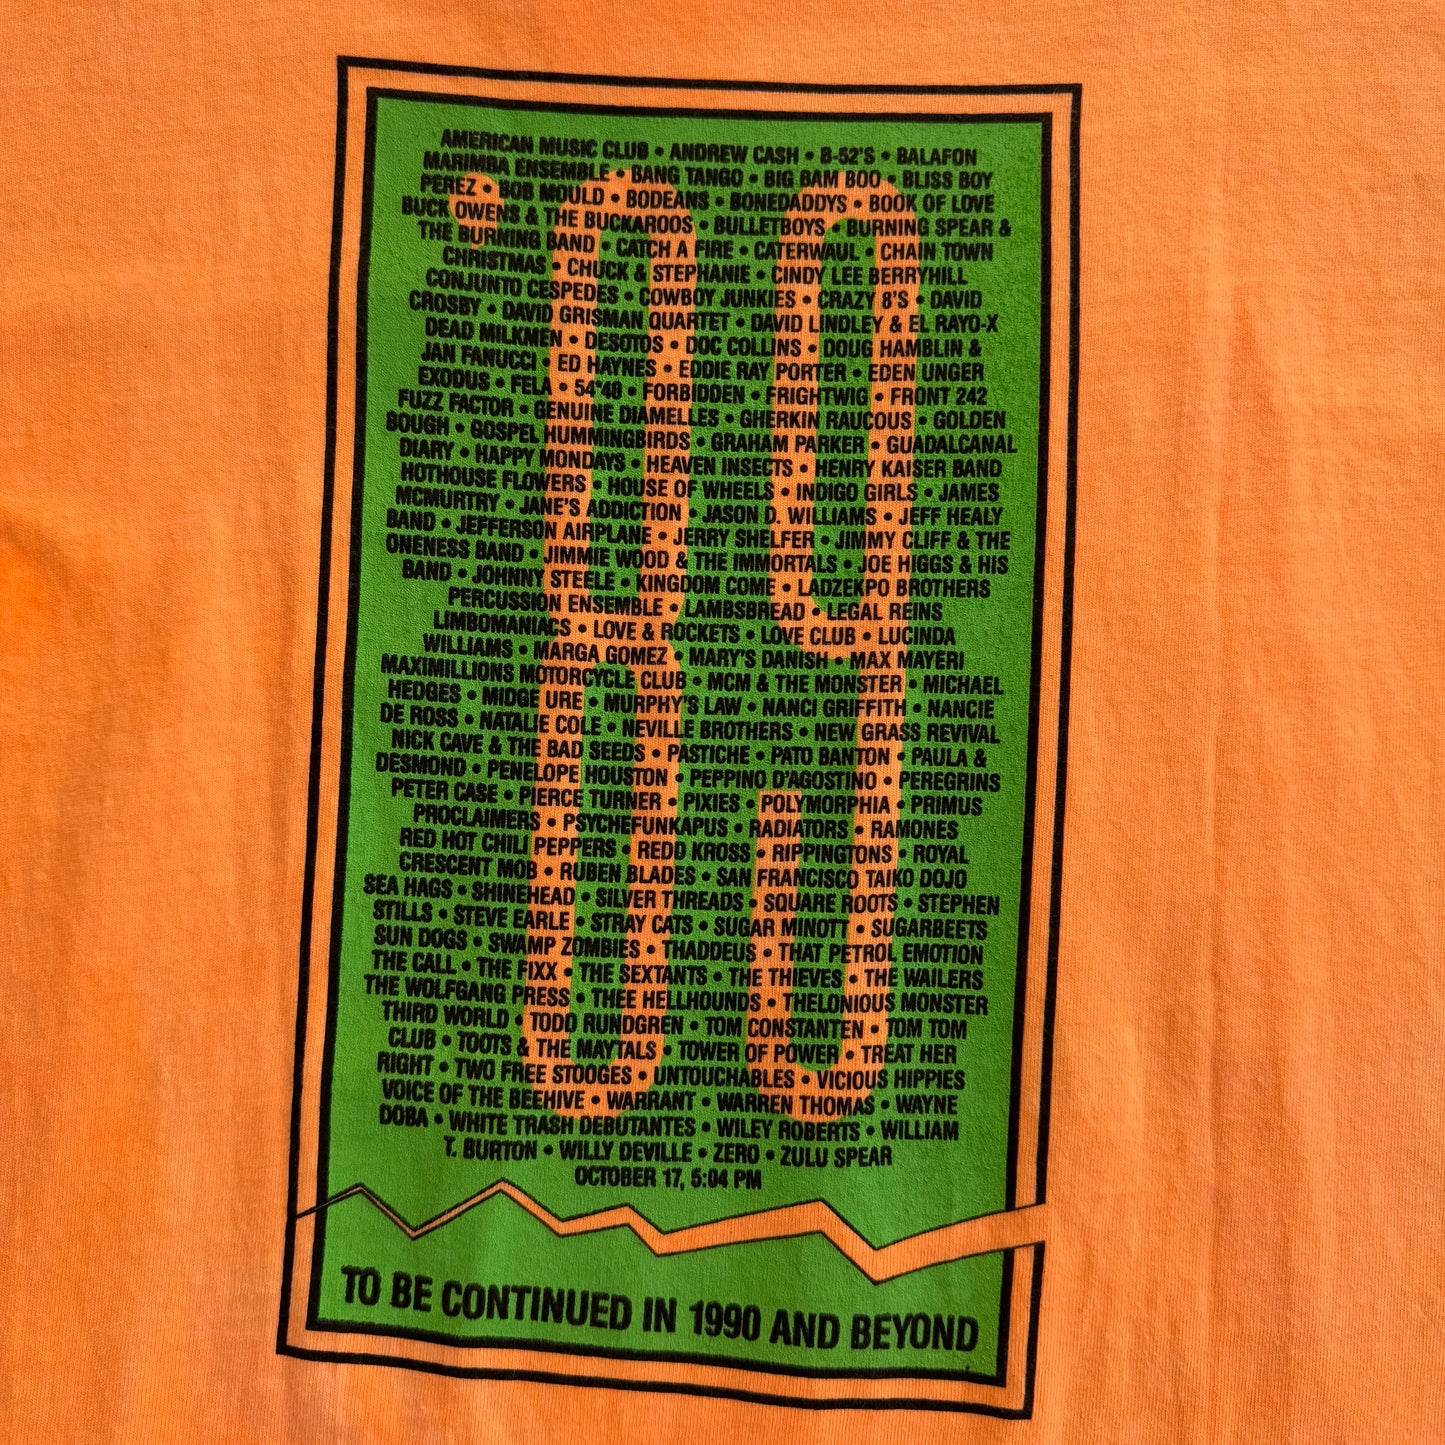 AMERICAN MUSIC CLUB • ANDREW CASH • B-52'S • BALAFON
MARIMBA ENSEMBLE • BANG TANGO • BIG BAM BOO • BLISS BOY
PEREZ • BOB MOULD • BODEANS • BONEDADDYS • BOOK OF LOVE
BUCK OWENS & THE BUCKAROOS • BULLETBOYS • BURNING SPEAR &
THE BURNING BAND • CATCH A FIRE • CATERWAUL • CHAIN TOWN
CHRISTMAS • CHUCK & STEPHANIE • CINDY LEE BERRYHILL
CONJUNTO CESPEDES • COWBOY JUNKIES • CRAZY 8'S • DAVID
CROSBY • DAVID GRISMAN QUARTET • DAVID LINDLEY & EL RAYO-X
DEAD MILKMEN • DESOTOS • DOC COLLINS • DOUG HAMBLIN &
JAN FANUCCI • ED HAYNES • EDDIE RAY PORTER • EDEN UNGER
EXODUS • FELA • 54°40 • FORBIDDEN • FRIGHTWIG • FRONT 242
FUZZ FACTOR • GENUINE DIAMELLES • GHERKIN RAUCOUS • GOLDEN
BOUGH • GOSPEL HUMMINGBIRDS • GRAHAM PARKER • GUADALCANAL
DIARY • HAPPY MONDAYS • HEAVEN INSECTS • HENRY KAISER BAND
HOTHOUSE FLOWERS • HOUSE OF WHEELS • INDIGO GIRLS • JAMES
MCMURTRY • JANE'S ADDICTION • JASON D. WILLIAMS • JEFF HEALY
BAND • JEFFERSON AIRPLANE • JERRY SHELFER • JIMMY CLIFF & THE
ONENESS BAND • JIMMIE WOOD & THE IMMORTALS • JOE HIGGS & HIS
BAND • JOHNNY STEELE • KINGDOM COME • LADZEKPO BROTHERS
PERCUSSION ENSEMBLE • LAMBSBREAD • LEGAL REINS
LIMBOMANIACS • LOVE & ROCKETS • LOVE CLUB • LUCINDA
WILLIAMS • MARGA GOMEZ • MARY'S DANISH • MAX MAYERI
MAXIMILLIONS MOTORCYCLE CLUB • MCM & THE MONSTER • MICHAEL
HEDGES • MIDGE URE • MURPHY'S LAW • NANCI GRIFFITH • NANCIE
DE ROSS • NATALIE COLE • NEVILLE BROTHERS • NEW GRASS REVIVAL
NICK CAVE & THE BAD SEEDS • PASTICHE • PATO BANTON • PAULA &
DESMOND • PENELOPE HOUSTON • PEPPINO D'AGOSTINO • PEREGRINS
PETER CASE • PIERCE TURNER • PIXIES • POLYMORPHIA • PRIMUS
PROCLAIMERS • PSYCHEFUNKAPUS • RADIATORS • RAMONES
RED HOT CHILI PEPPERS • REDD KROSS • RIPPINGTONS • ROYAL
CRESCENT MOB • RUBEN BLADES • SAN FRANCISCO TAIKO DOJO
SEA HAGS • SHINEHEAD • SILVER THREADS • SQUARE ROOTS • STEPHEN
STILLS • STEVE EARLE • STRAY CATS • SUGAR MINOTT • SUGARBEETS
SUN DOGS • SWAMP ZOMBIES • THADDEUS • THAT PETROL EMOTION
THE CALL • THE FIXX • THE SEXTANTS • THE THIEVES • THE WAILERS
THE WOLFGANG PRESS • THEE HELLHOUNDS • THELONIOUS MONSTER
THIRD WORLD • TODD RUNDGREN • TOM CONSTANTEN • TOM TOM
CLUB • TOOTS & THE MAYTALS • TOWER OF POWER • TREAT HER
RIGHT • TWO FREE STOOGES • UNTOUCHABLES • VICIOUS HIPPIES
VOICE OF THE BEEHIVE • WARRANT • WARREN THOMAS • WAYNE
DOBA • WHITE TRASH DEBUTANTES • WILEY ROBERTS • WILLIAM
T. BURTON • WILLY DEVILLE • ZERO • ZULU SPEAR
OCTOBER 17, 5:04 PM
TO BE CONTINUED IN 1990 AND BEYOND
'89